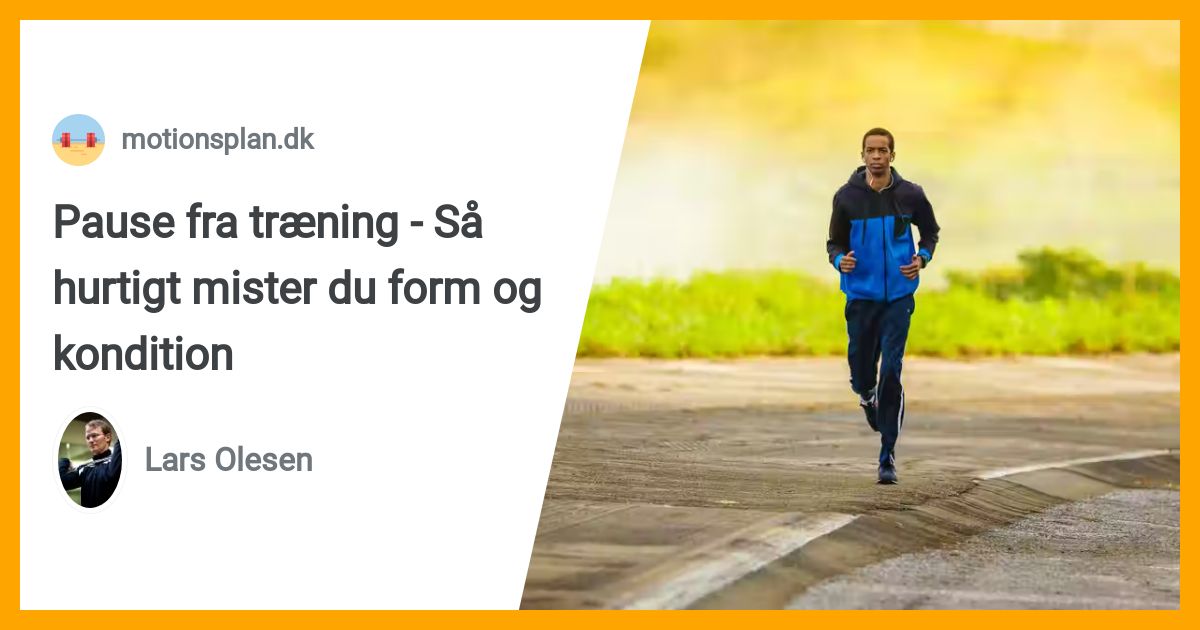 motionsplan.dk
Pause fra træning - Så
hurtigt mister du form og
kondition
Lars Olesen